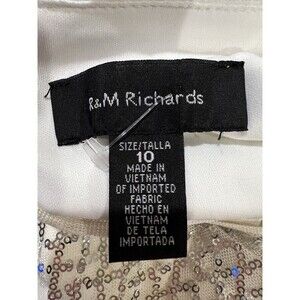 R&M Richards
SIZE/TALLA
10
MADE IN
VIETNAM
OF IMPORTED
FABRIC
HECHO EN
VIETNAM
DE TELA
IMPORTADA